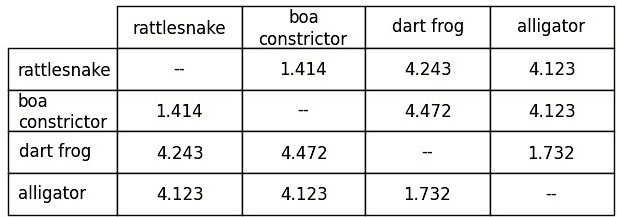 rattlesnake boa constrictor dart frog alligator
rattlesnake -- 1.414 4.243 4.123
boa constrictor 1.414 -- 4.472 4.123
dart frog 4.243 4.472 -- 1.732
alligator 4.123 4.123 1.732 --